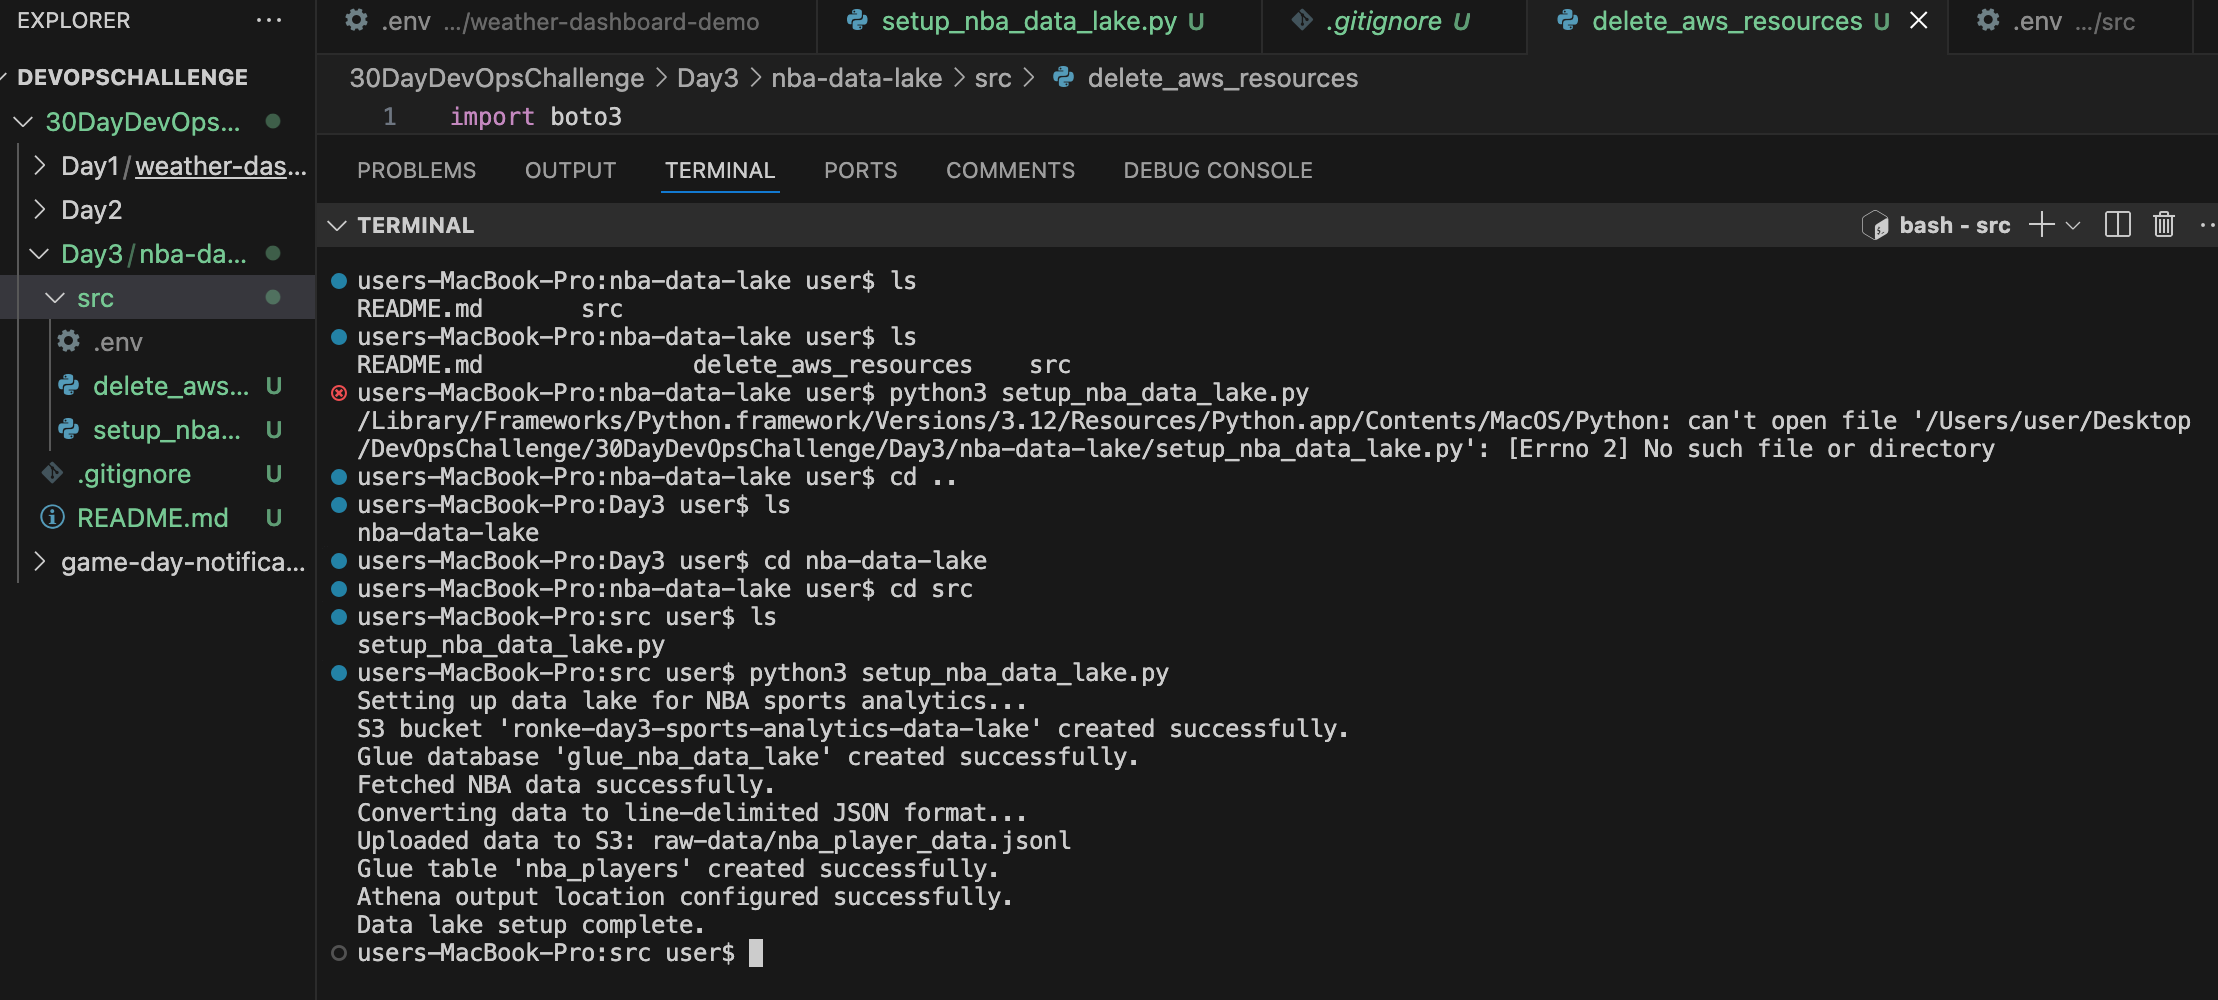 EXPLORER ...
.env .../weather-dashboard-demo setup_nba_data_lake.py U .gitignore U delete_aws_resources U .env .../src
DEVOPSCHALLENGE
30DayDevOps...
Day1/weather-das...
Day2
Day3/nba-da...
src
.env
delete_aws... U
setup_nba... U
.gitignore U
README.md U
game-day-notifica...
30DayDevOpsChallenge > Day3 > nba-data-lake > src > delete_aws_resources
1 import boto3
PROBLEMS OUTPUT TERMINAL PORTS COMMENTS DEBUG CONSOLE
TERMINAL bash - src
users-MacBook-Pro:nba-data-lake user$ ls
README.md src
users-MacBook-Pro:nba-data-lake user$ ls
README.md delete_aws_resources src
users-MacBook-Pro:nba-data-lake user$ python3 setup_nba_data_lake.py
/Library/Frameworks/Python.framework/Versions/3.12/Resources/Python.app/Contents/MacOS/Python: can't open file '/Users/user/Desktop
/DevOpsChallenge/30DayDevOpsChallenge/Day3/nba-data-lake/setup_nba_data_lake.py': [Errno 2] No such file or directory
users-MacBook-Pro:nba-data-lake user$ cd ..
users-MacBook-Pro:Day3 user$ ls
nba-data-lake
users-MacBook-Pro:Day3 user$ cd nba-data-lake
users-MacBook-Pro:nba-data-lake user$ cd src
users-MacBook-Pro:src user$ ls
setup_nba_data_lake.py
users-MacBook-Pro:src user$ python3 setup_nba_data_lake.py
Setting up data lake for NBA sports analytics...
S3 bucket 'ronke-day3-sports-analytics-data-lake' created successfully.
Glue database 'glue_nba_data_lake' created successfully.
Fetched NBA data successfully.
Converting data to line-delimited JSON format...
Uploaded data to S3: raw-data/nba_player_data.jsonl
Glue table 'nba_players' created successfully.
Athena output location configured successfully.
Data lake setup complete.
users-MacBook-Pro:src user$